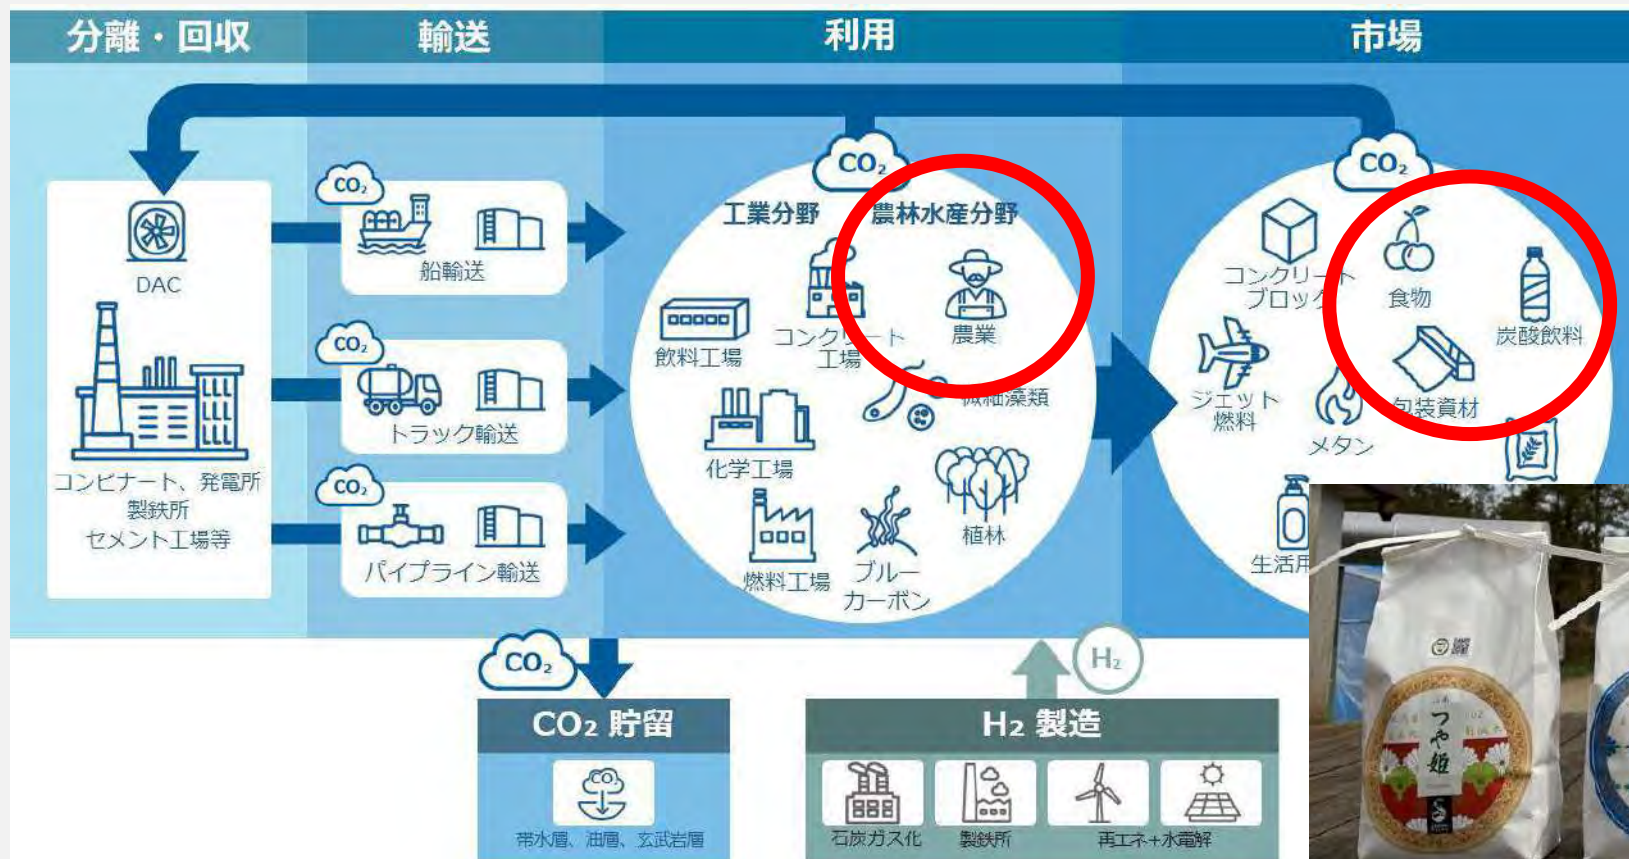 分離・回収
輸送
利用
市場
CO₂
CO₂
DAC
コンビナート、発電所
製鉄所
セメント工場等
CO₂
船輸送
CO₂
トラック輸送
CO₂
パイプライン輸送
工業分野
農林水産分野
飲料工場
コンクリート
工場
農業
微細藻類
化学工場
植林
燃料工場
ブルー
カーボン
コンクリート
ブロック
食物
炭酸飲料
ジェット
燃料
メタン
包装資材
生活用
CO₂
CO₂ 貯留
CO₂
帯水層、油層、玄武岩層
H₂
H₂ 製造
石炭ガス化
製鉄所
再エネ+水電解
つや姫